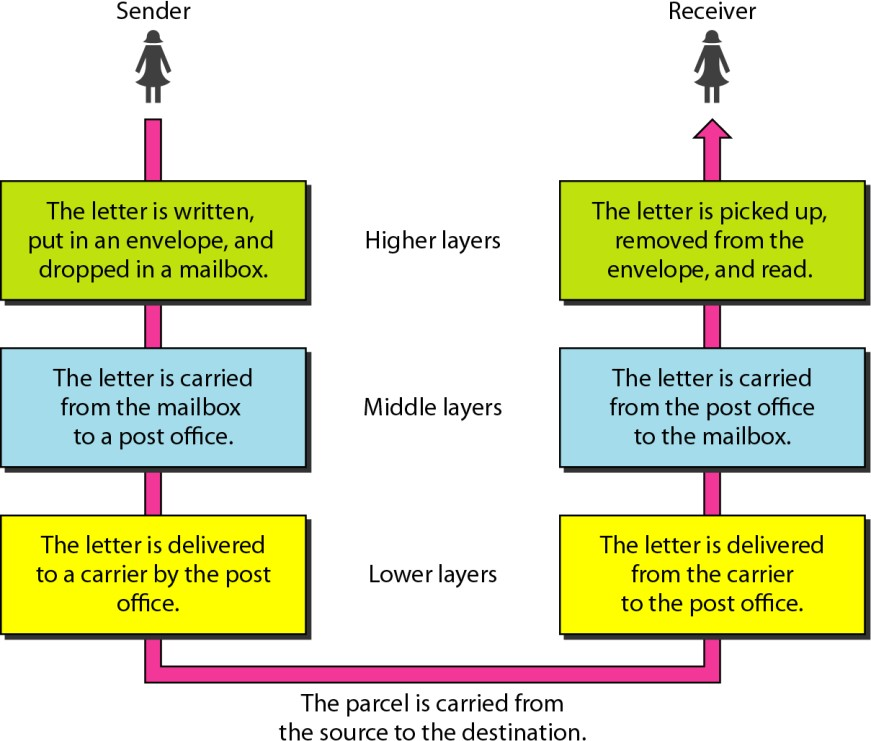 Sender
Receiver
The letter is written,
put in an envelope, and
dropped in a mailbox.
Higher layers
The letter is picked up,
removed from the
envelope, and read.
The letter is carried
from the mailbox
to a post office.
Middle layers
The letter is carried
from the post office
to the mailbox.
The letter is delivered
to a carrier by the post
office.
Lower layers
The letter is delivered
from the carrier
to the post office.
The parcel is carried from
the source to the destination.